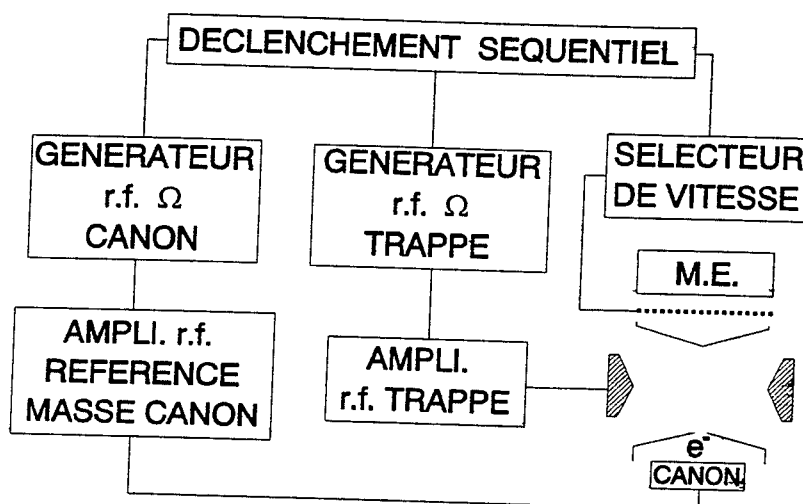 DECLENCHEMENT SEQUENTIEL
GENERATEUR
r.f. Ω
CANON
GENERATEUR
r.f. Ω
TRAPPE
SELECTEUR
DE VITESSE
M.E.
AMPLI. r.f.
REFERENCE
MASSE CANON
AMPLI.
r.f. TRAPPE
e-
CANON